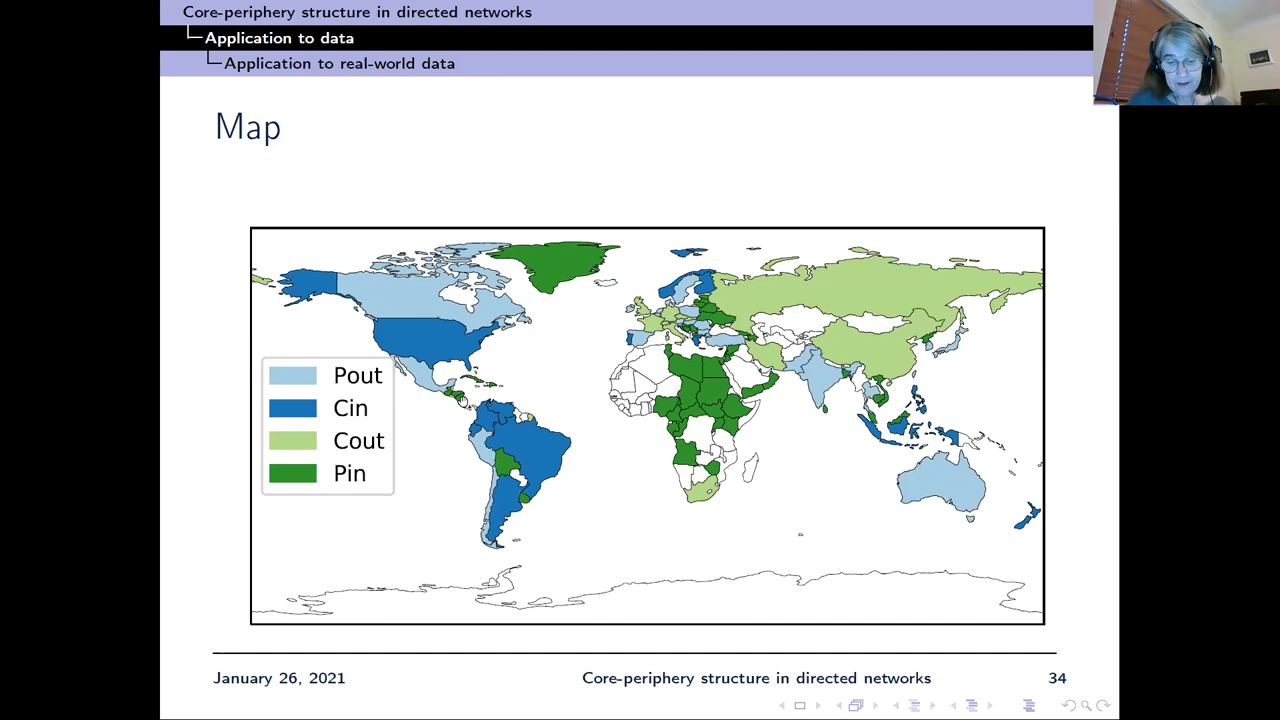 Core-periphery structure in directed networks
Application to data
Application to real-world data
Map
Pout
Cin
Cout
Pin
January 26, 2021 Core-periphery structure in directed networks 34